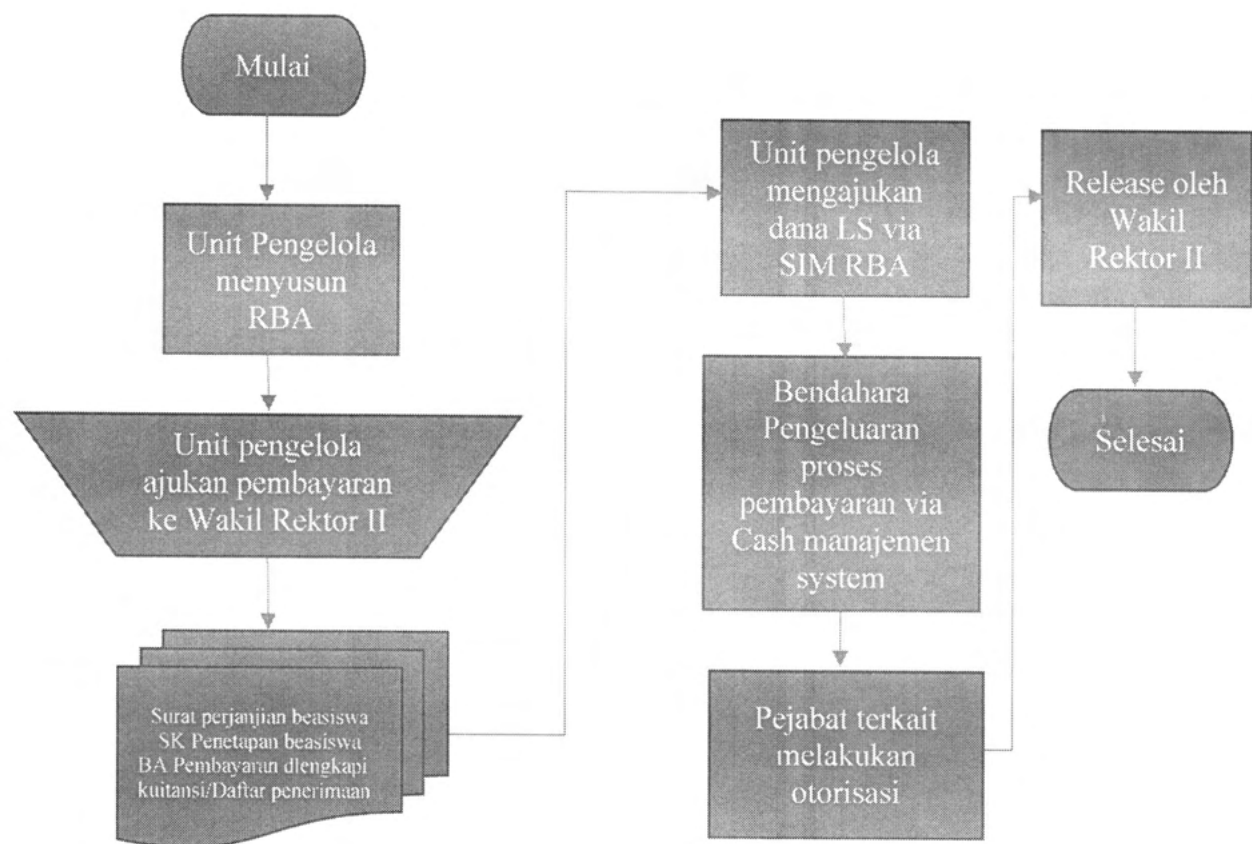 Mulai
Unit Pengelola
menyusun
RBA
Unit pengelola
ajukan pembayaran
ke Wakil Rektor II
Surat perjanjian beasiswa
SK Penetapan beasiswa
BA Pembayaran dlengkapi
kuitansi/Daftar penerimaan
Unit pengelola
mengajukan
dana LS via
SIM RBA
Bendahara
Pengeluaran
proses
pembayaran via
Cash manajemen
system
Pejabat terkait
melakukan
otorisasi
Release oleh
Wakil
Rektor II
Selesai